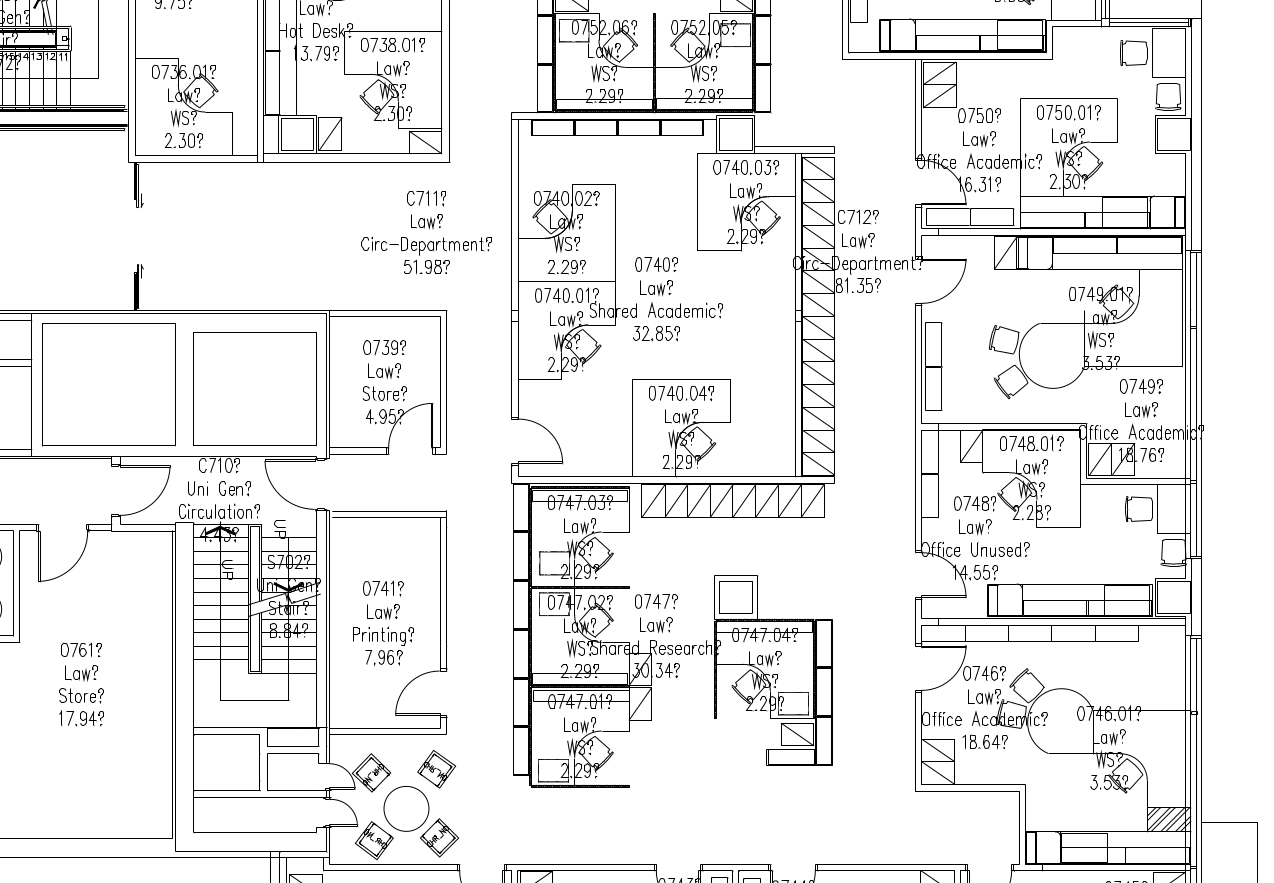 9.75?
Gen?
Law?
Hot Desk?
13.79?
0738.01?
Law?
WS?
2.30?
0736.01?
Law?
WS?
2.30?
0752.06?
Law?
WS?
2.29?
0752.05?
Law?
WS?
2.29?
0750?
Law?
Office Academic?
16.31?
0750.01?
Law?
WS?
2.30?
C711?
Law?
Circ-Department?
51.98?
0740.02?
Law?
WS?
2.29?
0740.03?
Law?
WS?
2.29?
C712?
Law?
Circ-Department?
81.35?
0740?
Law?
Shared Academic?
32.85?
0740.01?
Law?
WS?
2.29?
0749.01?
Law?
WS?
3.53?
0739?
Law?
Store?
4.95?
0740.04?
Law?
WS?
2.29?
0749?
Law?
Office Academic?
18.76?
C710?
Uni Gen?
Circulation?
4.43?
0748.01?
Law?
WS?
2.28?
0748?
Law?
Office Unused?
14.55?
0747.03?
Law?
WS?
2.29?
UP
UP
S702?
Uni Gen?
Stair?
8.84?
0741?
Law?
Printing?
7.96?
0747.02?
Law?
WS?
2.29?
0747?
Law?
Shared Research?
30.34?
0747.04?
Law?
WS?
2.29?
0761?
Law?
Store?
17.94?
0746?
Law?
Office Academic?
18.64?
0746.01?
Law?
WS?
3.53?
0747.01?
Law?
WS?
2.29?